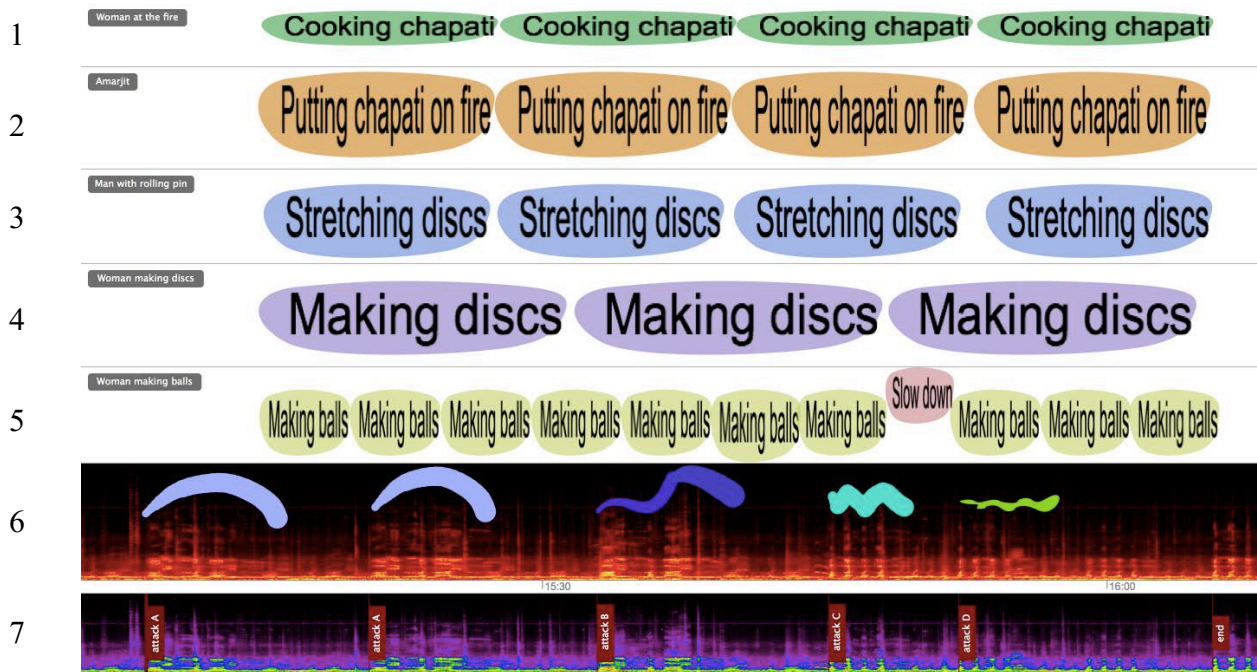 1 Woman at the fire Cooking chapati Cooking chapati Cooking chapati Cooking chapati
2 Amarjit Putting chapati on fire Putting chapati on fire Putting chapati on fire Putting chapati on fire
3 Man with rolling pin Stretching discs Stretching discs Stretching discs Stretching discs
4 Woman making discs Making discs Making discs Making discs
5 Woman making balls Making balls Making balls Making balls Making balls Making balls Making balls Making balls Slow down Making balls Making balls Making balls
6
15:30 16:00
7 attack A attack A attack B attack C attack D end